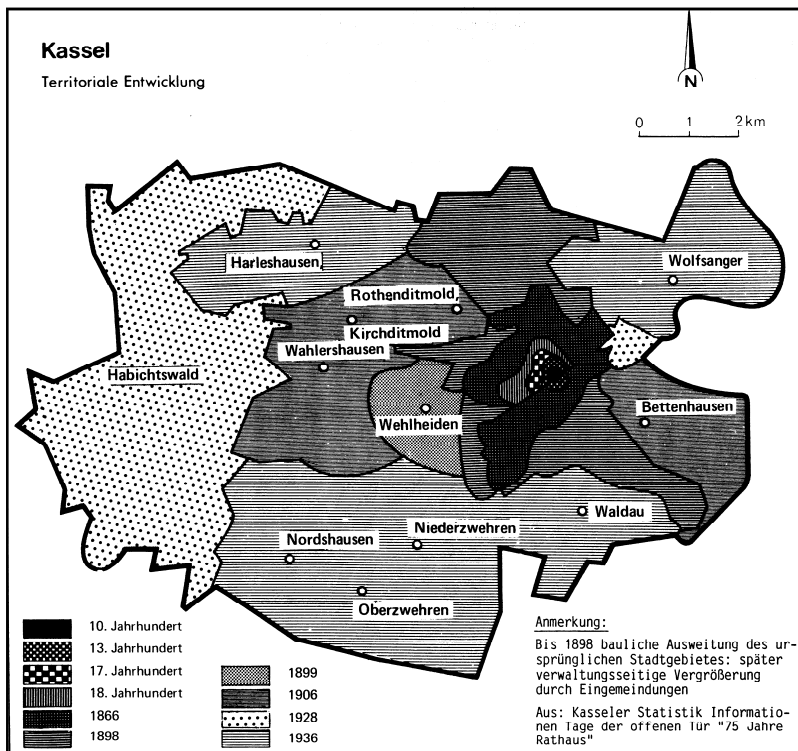 Kassel
Territoriale Entwicklung
N
0 1 2 km
Harleshausen
Wolfsanger
Rothenditmold
Kirchditmold
Wahlershausen
Habichtswald
Bettenhausen
Wehlheiden
Waldau
Niederzwehren
Nordshausen
Oberzwehren
10. Jahrhundert
13. Jahrhundert
17. Jahrhundert
18. Jahrhundert
1866
1898
1899
1906
1928
1936
Anmerkung:
Bis 1898 bauliche Ausweitung des ur-
sprünglichen Stadtgebietes: später
verwaltungsseitige Vergrößerung
durch Eingemeindungen
Aus: Kasseler Statistik Informatio-
nen Tage der offenen Tür "75 Jahre
Rathaus"